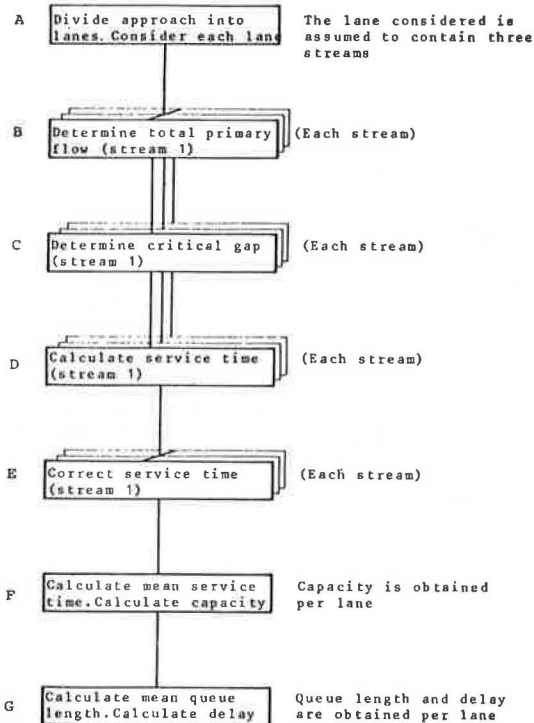 A
Divide approach into
lanes. Consider each lane
The lane considered is
assumed to contain three
streams
B
Determine total primary
flow (stream 1)
(Each stream)
C
Determine critical gap
(stream 1)
(Each stream)
D
Calculate service time
(stream 1)
(Each stream)
E
Correct service time
(stream 1)
(Each stream)
F
Calculate mean service
time.Calculate capacity
Capacity is obtained
per lane
G
Calculate mean queue
length.Calculate delay
Queue length and delay
are obtained per lane